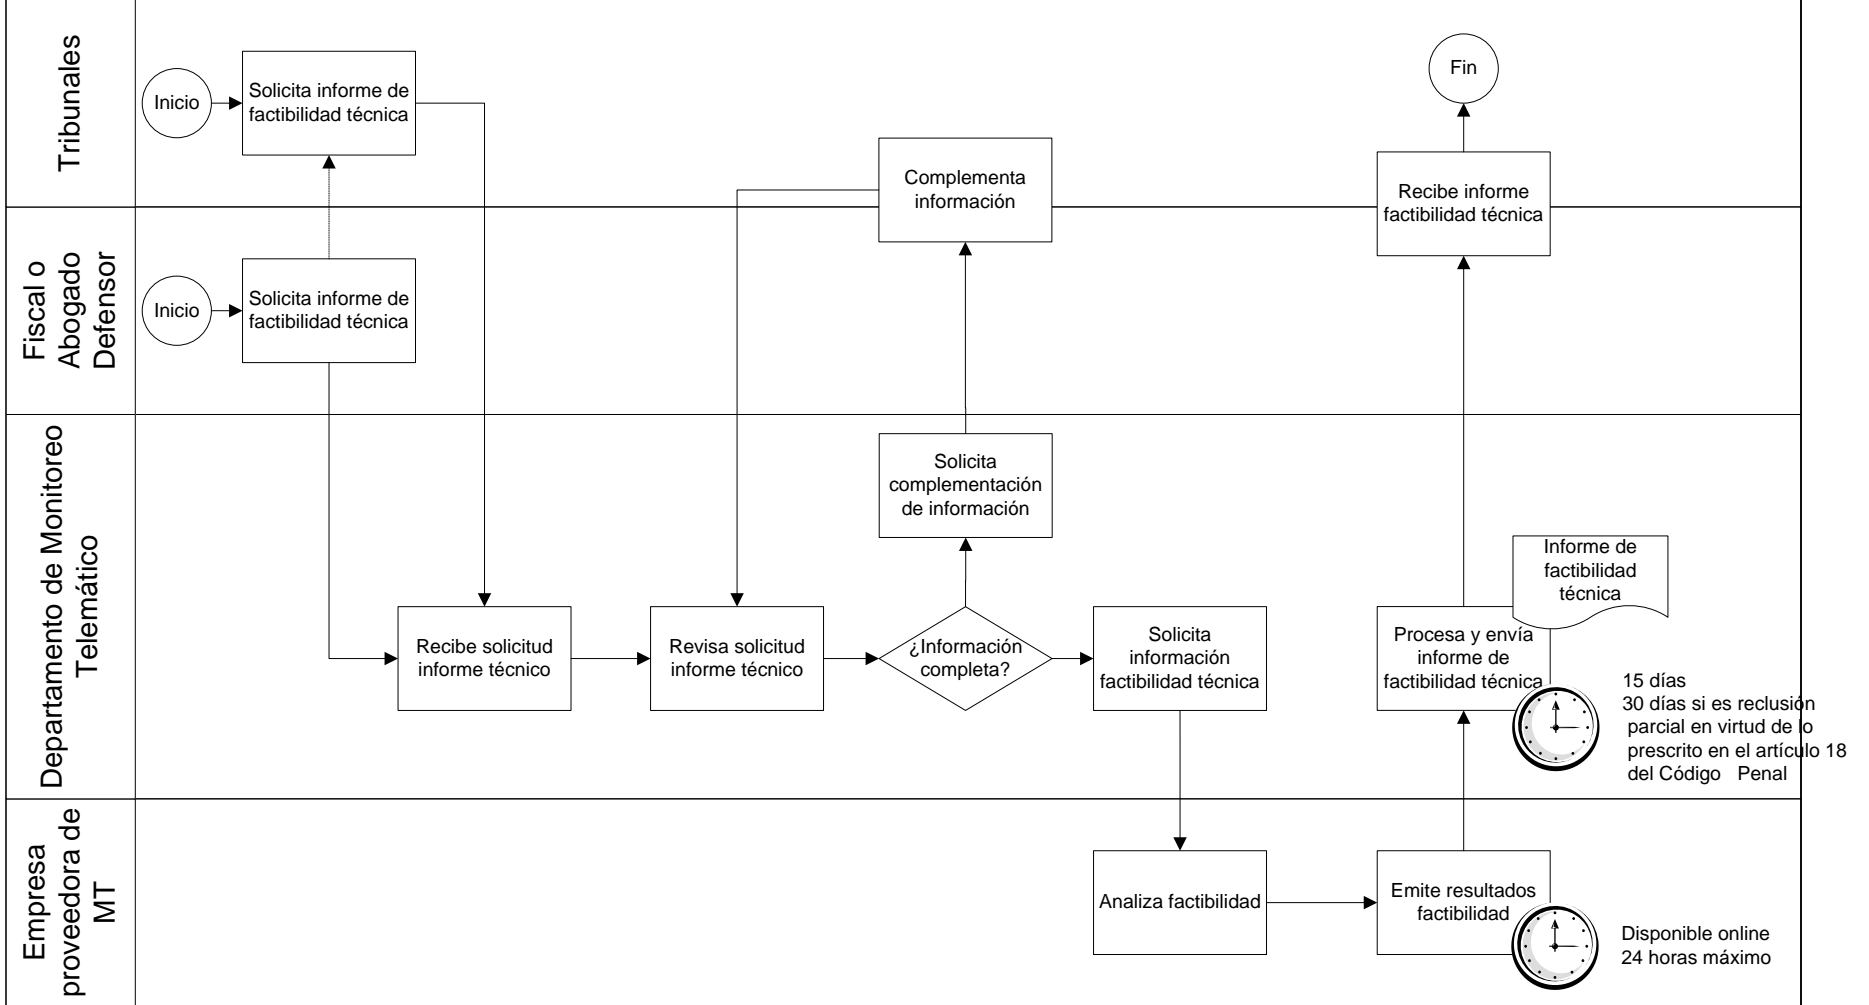 Tribunales
Inicio
Solicita informe de
factibilidad técnica
Complementa
información
Fin
Recibe informe
factibilidad técnica
Fiscal o
Abogado
Defensor
Inicio
Solicita informe de
factibilidad técnica
Departamento de Monitoreo
Telemático
Recibe solicitud
informe técnico
Revisa solicitud
informe técnico
Solicita
complementación
de información
¿Información
completa?
Solicita
información
factibilidad técnica
Informe de
factibilidad
técnica
Procesa y envía
informe de
factibilidad técnica
15 días
30 días si es reclusión
parcial en virtud de lo
prescrito en el artículo 18
del Código Penal
Empresa
proveedora de
MT
Analiza factibilidad
Emite resultados
factibilidad
Disponible online
24 horas máximo